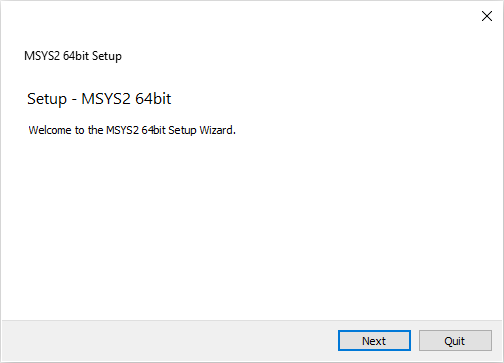 MSYS2 64bit Setup
Setup - MSYS2 64bit
Welcome to the MSYS2 64bit Setup Wizard.
Next
Quit